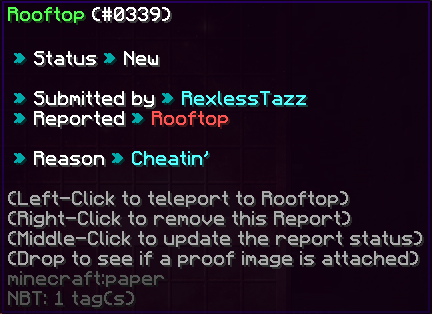 Rooftop (#0339)
» Status » New
» Submitted by » RexlessTazz
» Reported » Rooftop
» Reason » Cheatin'
(Left-Click to teleport to Rooftop)
(Right-Click to remove this Report)
(Middle-Click to update the report status)
(Drop to see if a proof image is attached)
minecraft:paper
NBT: 1 tag(s)